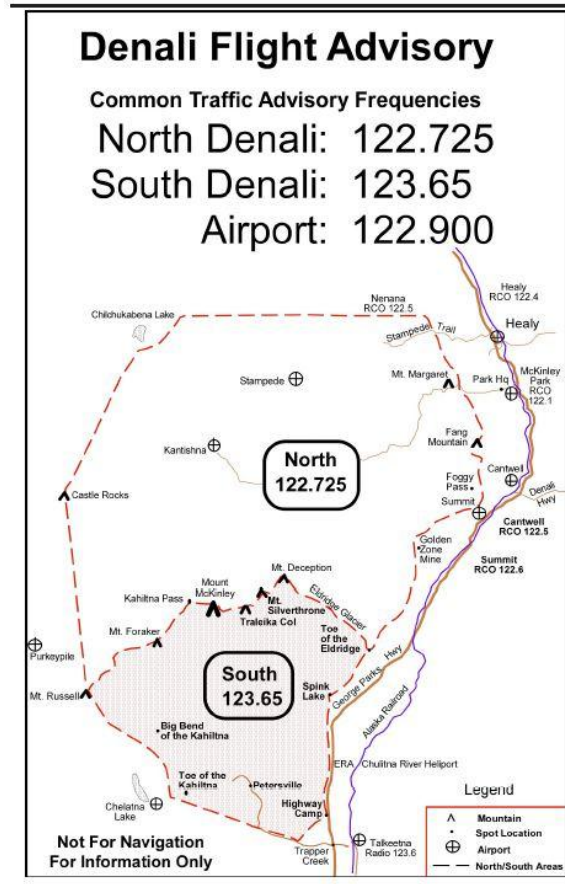 Denali Flight Advisory
Common Traffic Advisory Frequencies
North Denali: 122.725
South Denali: 123.65
Airport: 122.900
Healy
RCO 122.4
Nenana
RCO 122.5
Childhukabena Lake
Stampedel Trail
Healy
Mt. Margaret
Park Hq
McKinley
Park
RCO
122.1
Stampede
Fang
Mountain
Kantishna
North
122.725
Foggy
Pass
Cantwell
Denali
Hwy
Castle Rocks
Summit
Cantwell
RCO 122.5
Golden
Zone
Mine
Summit
RCO 122.6
Mt. Deception
Mount
McKinley
Kahiltna Pass
Mt.
Silverthrone
Eldridge Glacier
Traleika Col
Mt. Foraker
Toe
of the
Eldridge
Purkeypile
South
123.65
George Parks Hwy
Mt. Russell
Spink
Lake
Alaska Railroad
Big Bend
of the Kahiltna
ERA Chulitna River Heliport
Toe of the
Kahiltna
Petersville
Chelatna
Lake
Highway
Camp
Legend
Mountain
Spot Location
Airport
North/South Areas
Not For Navigation
For Information Only
Trapper
Creek
Talkeetna
Radio 123.6